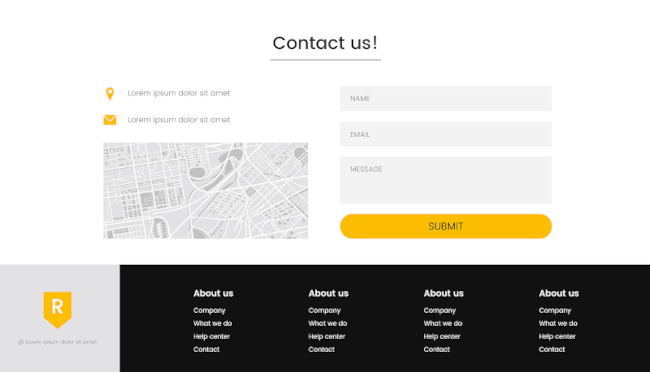 Contact us!
Lorem ipsum dolor sit amet
Lorem ipsum dolor sit amet
NAME
EMAIL
MESSAGE
SUBMIT
R
@ Lorem ipsum dolor sit amet
About us
Company
What we do
Help center
Contact
About us
Company
What we do
Help center
Contact
About us
Company
What we do
Help center
Contact
About us
Company
What we do
Help center
Contact